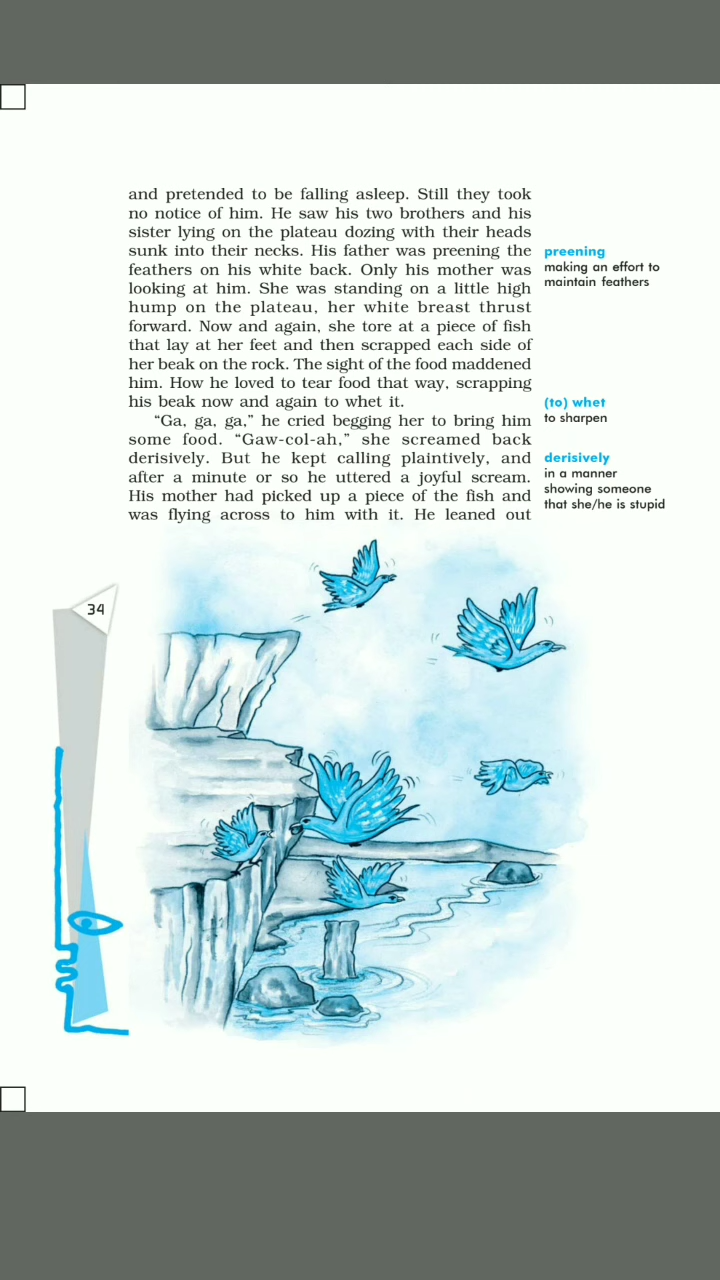 and pretended to be falling asleep. Still they took
no notice of him. He saw his two brothers and his
sister lying on the plateau dozing with their heads
sunk into their necks. His father was preening the
feathers on his white back. Only his mother was
looking at him. She was standing on a little high
hump on the plateau, her white breast thrust
forward. Now and again, she tore at a piece of fish
that lay at her feet and then scrapped each side of
her beak on the rock. The sight of the food maddened
him. How he loved to tear food that way, scrapping
his beak now and again to whet it.
“Ga, ga, ga,” he cried begging her to bring him
some food. “Gaw-col-ah,” she screamed back
derisively. But he kept calling plaintively, and
after a minute or so he uttered a joyful scream.
His mother had picked up a piece of the fish and
was flying across to him with it. He leaned out
preening
making an effort to
maintain feathers
(to) whet
to sharpen
derisively
in a manner
showing someone
that she/he is stupid
34